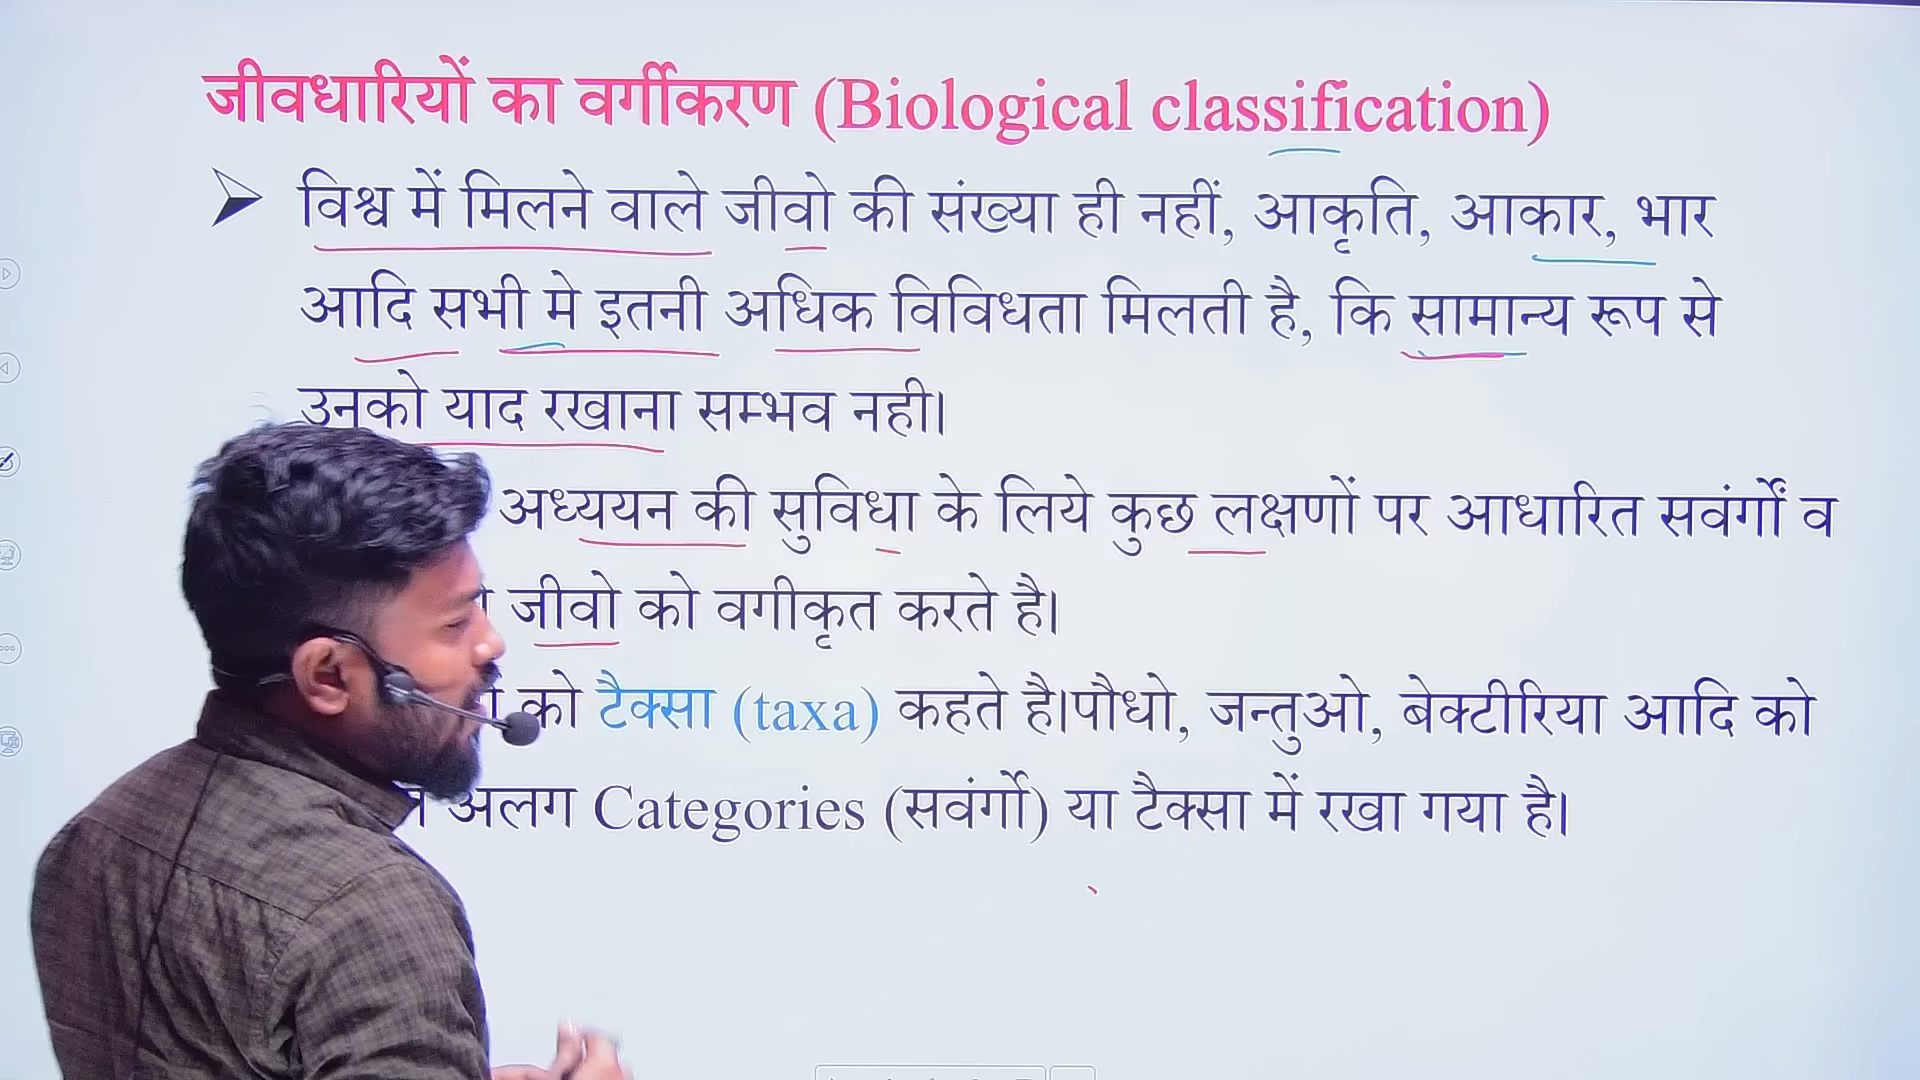 जीवधारियों का वर्गीकरण (Biological classification)
विश्व में मिलने वाले जीवो की संख्या ही नहीं, आकृति, आकार, भार
आदि सभी मे इतनी अधिक विविधता मिलती है, कि सामान्य रूप से
उनको याद रखाना सम्भव नही।
अध्ययन की सुविधा के लिये कुछ लक्षणों पर आधारित सवंर्गों व
जीवो को वगीकृत करते है।
को टैक्सा (taxa) कहते है।पौधो, जन्तुओ, बेक्टीरिया आदि को
अलग Categories (सवंर्गो) या टैक्सा में रखा गया है।